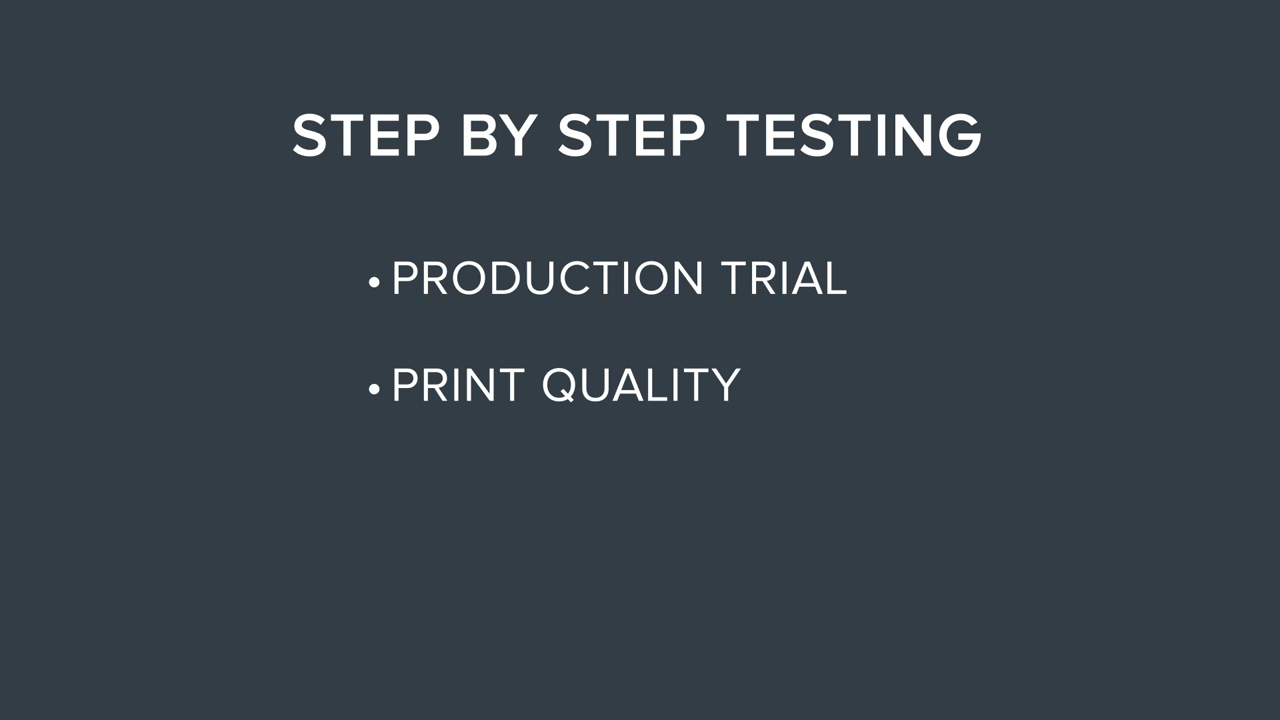 STEP BY STEP TESTING
• PRODUCTION TRIAL
• PRINT QUALITY